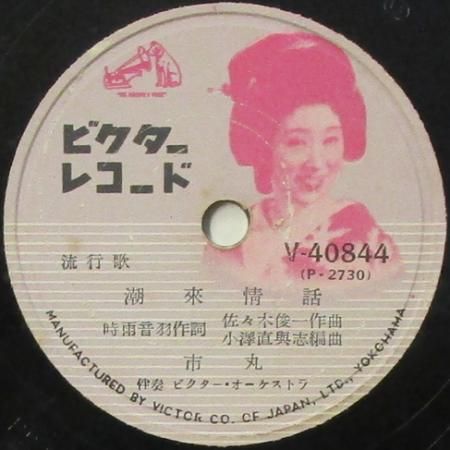 "HIS MASTER'S VOICE"
ビクター
レコード
V-40844
(P-2730)
流行歌
潮來情話
時雨音羽作詞 佐々木俊一作曲
小澤直與志編曲
市丸
伴奏 ビクター・オーケストラ
MANUFACTURED BY VICTOR CO. OF JAPAN, LTD., YOKOHAMA